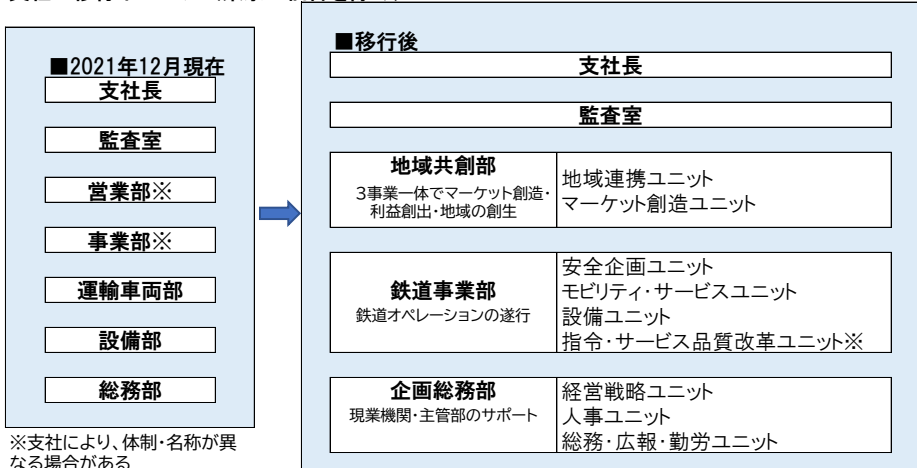 ■2021年12月現在
支社長
監査室
営業部※
事業部※
運輸車両部
設備部
総務部
※支社により、体制・名称が異
なる場合がある
■移行後
支社長
監査室
地域共創部
3事業一体でマーケット創造・
利益創出・地域の創生
地域連携ユニット
マーケット創造ユニット
鉄道事業部
鉄道オペレーションの遂行
安全企画ユニット
モビリティ・サービスユニット
設備ユニット
指令・サービス品質改革ユニット※
企画総務部
現業機関・主管部のサポート
経営戦略ユニット
人事ユニット
総務・広報・勤労ユニット